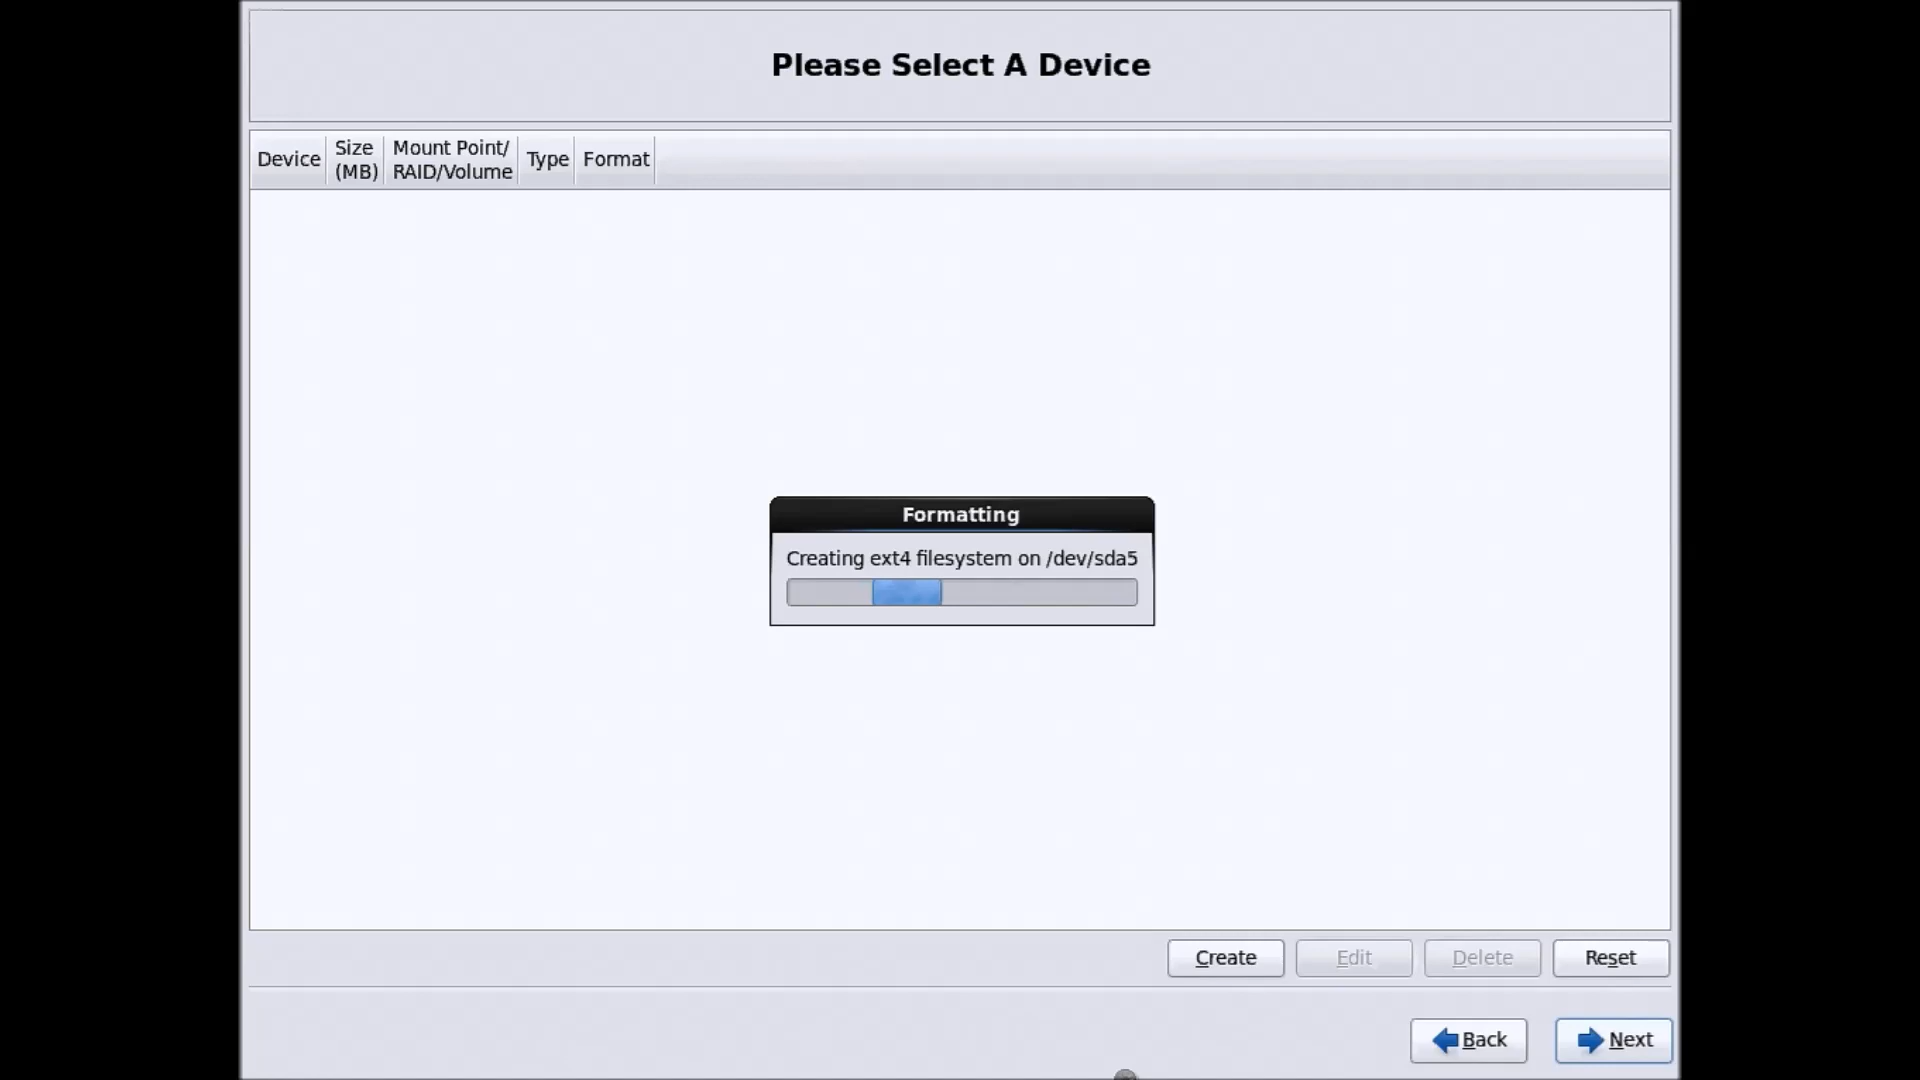 Please Select A Device
Device
Size
(MB)
Mount Point/
RAID/Volume
Type
Format
Formatting
Creating ext4 filesystem on /dev/sda5
Create
Edit
Delete
Reset
Back
Next